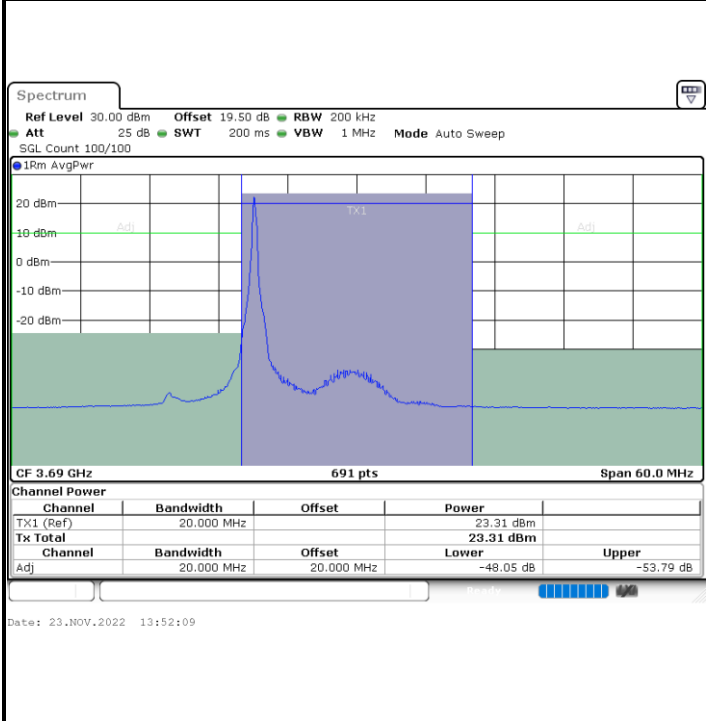 Spectrum
Ref Level 30.00 dBm Offset 19.50 dB RBW 200 kHz
Att 25 dB SWT 200 ms VBW 1 MHz Mode Auto Sweep
SGL Count 100/100
1Rm AvgPwr
20 dBm
TX1
Adj
Adj
10 dBm
0 dBm
-10 dBm
-20 dBm
CF 3.69 GHz 691 pts Span 60.0 MHz
Channel Power
Channel Bandwidth Offset Power
TX1 (Ref) 20.000 MHz 23.31 dBm
Tx Total 23.31 dBm
Channel Bandwidth Offset Lower Upper
Adj 20.000 MHz 20.000 MHz -48.05 dB -53.79 dB
Ready
Date: 23.NOV.2022 13:52:09